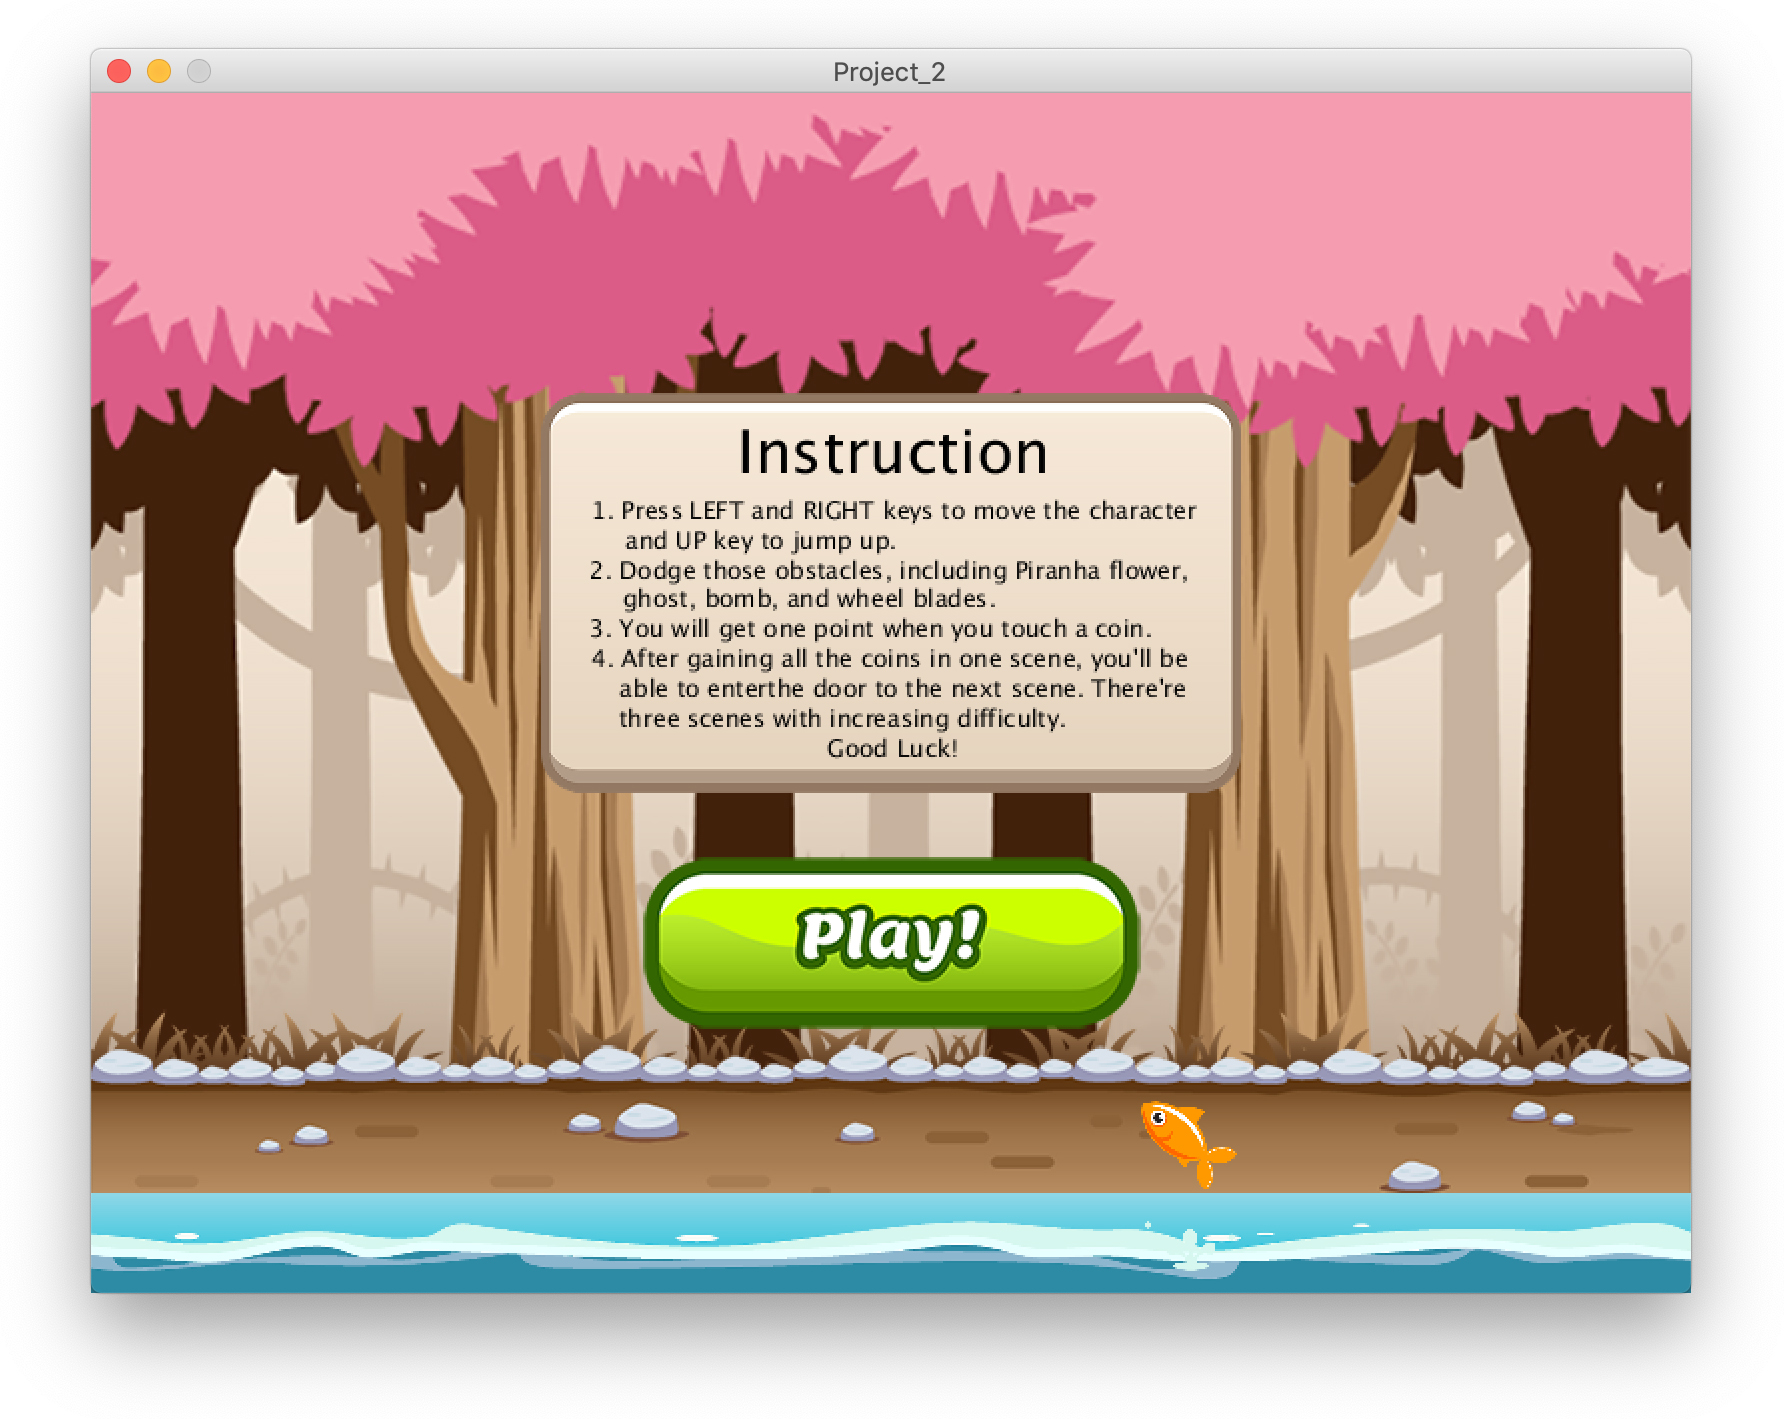 Project_2
Instruction
1. Press LEFT and RIGHT keys to move the character
and UP key to jump up.
2. Dodge those obstacles, including Piranha flower,
ghost, bomb, and wheel blades.
3. You will get one point when you touch a coin.
4. After gaining all the coins in one scene, you'll be
able to enterthe door to the next scene. There're
three scenes with increasing difficulty.
Good Luck!
Play!